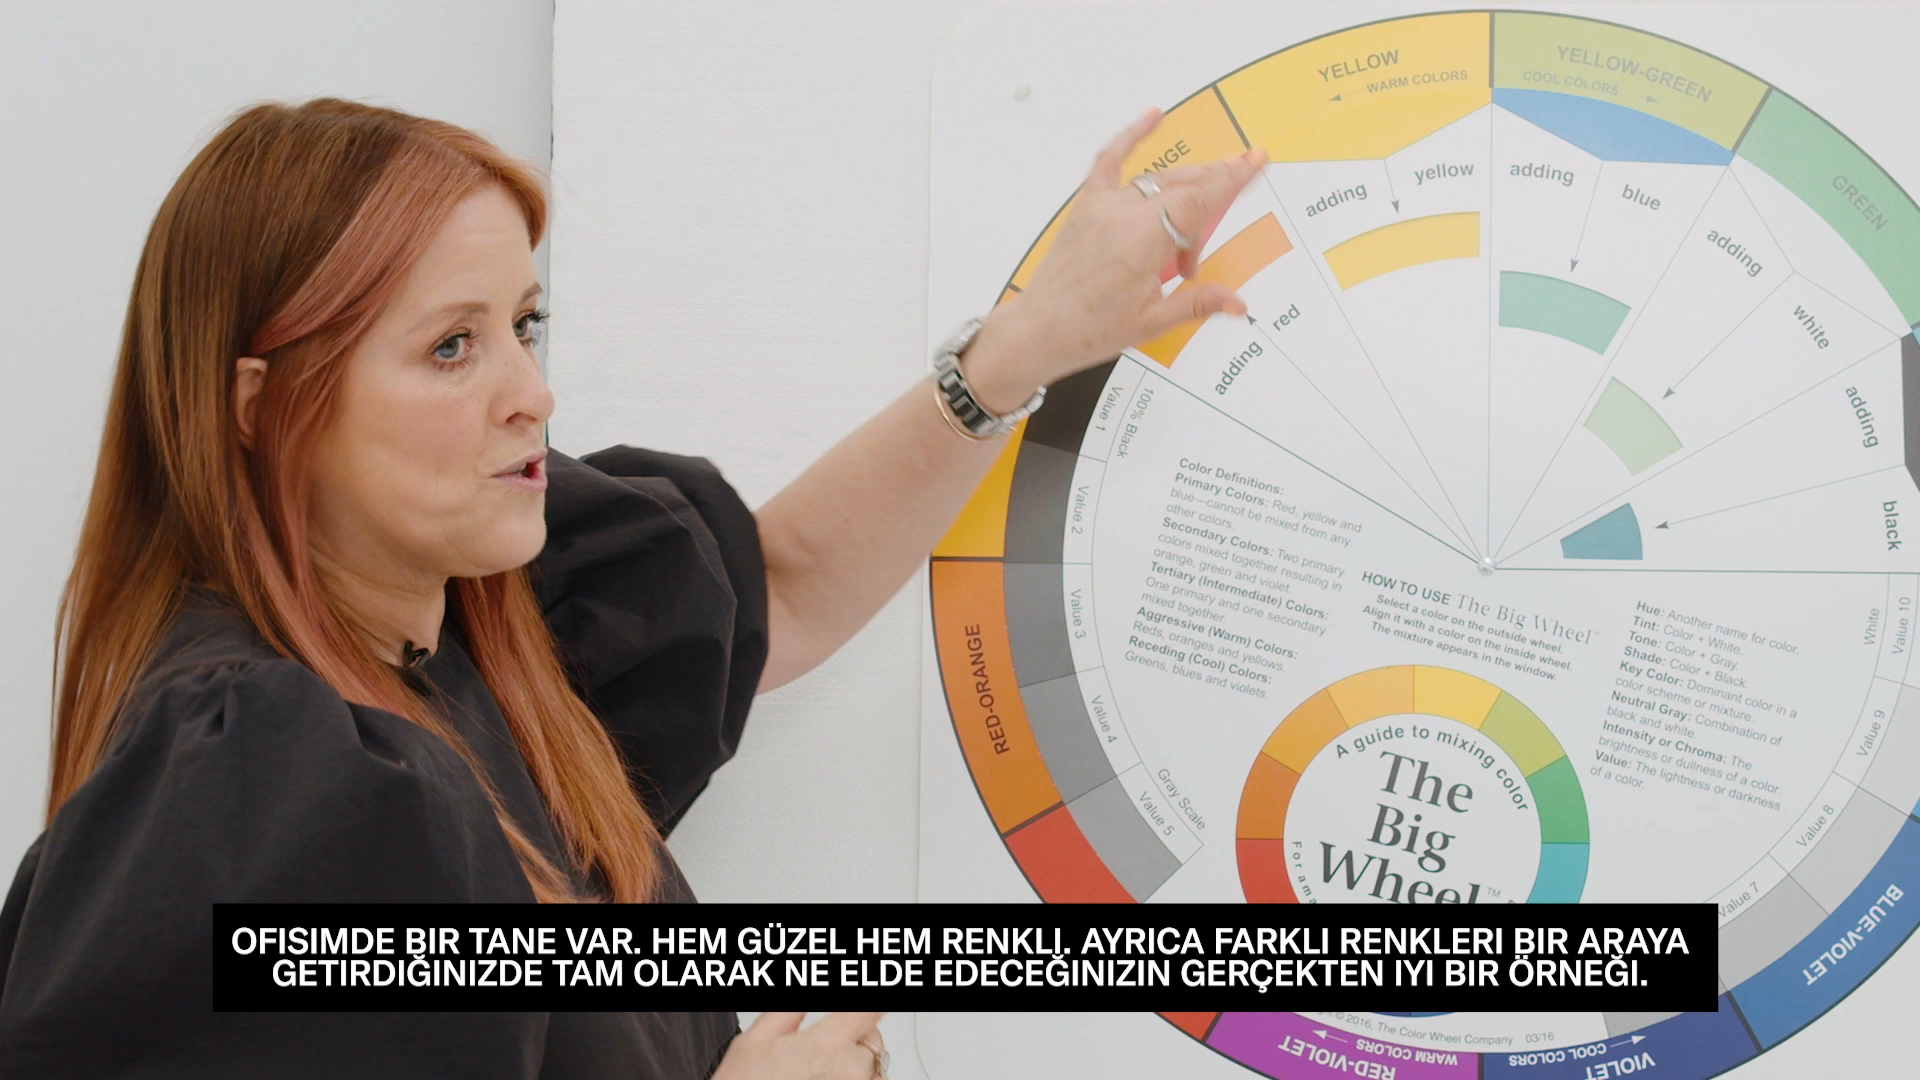 YELLOW
WARM COLORS
YELLOW-GREEN
COOL COLORS
GREEN
adding
yellow
adding
blue
adding
white
adding
black
adding
red
Value 1
100% Black
Value 2
Value 3
Value 4
Value 5
Gray Scale
RED-ORANGE
Color Definitions:
Primary Colors: Red, yellow and
blue—cannot be mixed from any
other colors.
Secondary Colors: Two primary
colors mixed together resulting in
orange, green and violet.
Tertiary (Intermediate) Colors:
One primary and one secondary
mixed together.
Aggressive (Warm) Colors:
Reds, oranges and yellows.
Receding (Cool) Colors:
Greens, blues and violets.
HOW TO USE The Big Wheel™
Select a color on the outside wheel.
Align it with a color on the inside wheel.
The mixture appears in the window.
Hue: Another name for color.
Tint: Color + White.
Tone: Color + Gray.
Shade: Color + Black.
Key Color: Dominant color in a
color scheme or mixture.
Neutral Gray: Combination of
black and white.
Intensity or Chroma: The
brightness or dullness of a color.
Value: The lightness or darkness
of a color.
White
Value 10
Value 9
Value 8
Value 7
A guide to mixing color
The
Big
Wheel™
BLUE-VIOLET
OFISIMDE BIR TANE VAR. HEM GÜZEL HEM RENKLI. AYRICA FARKLI RENKLERI BIR ARAYA
GETIRDIĞINIZDE TAM OLARAK NE ELDE EDECEĞINIZIN GERÇEKTEN IYI BIR ÖRNEĞI.
© 2016, The Color Wheel Company 03/16
WARM COLORS
RED-VIOLET
COOL COLORS
VIOLET